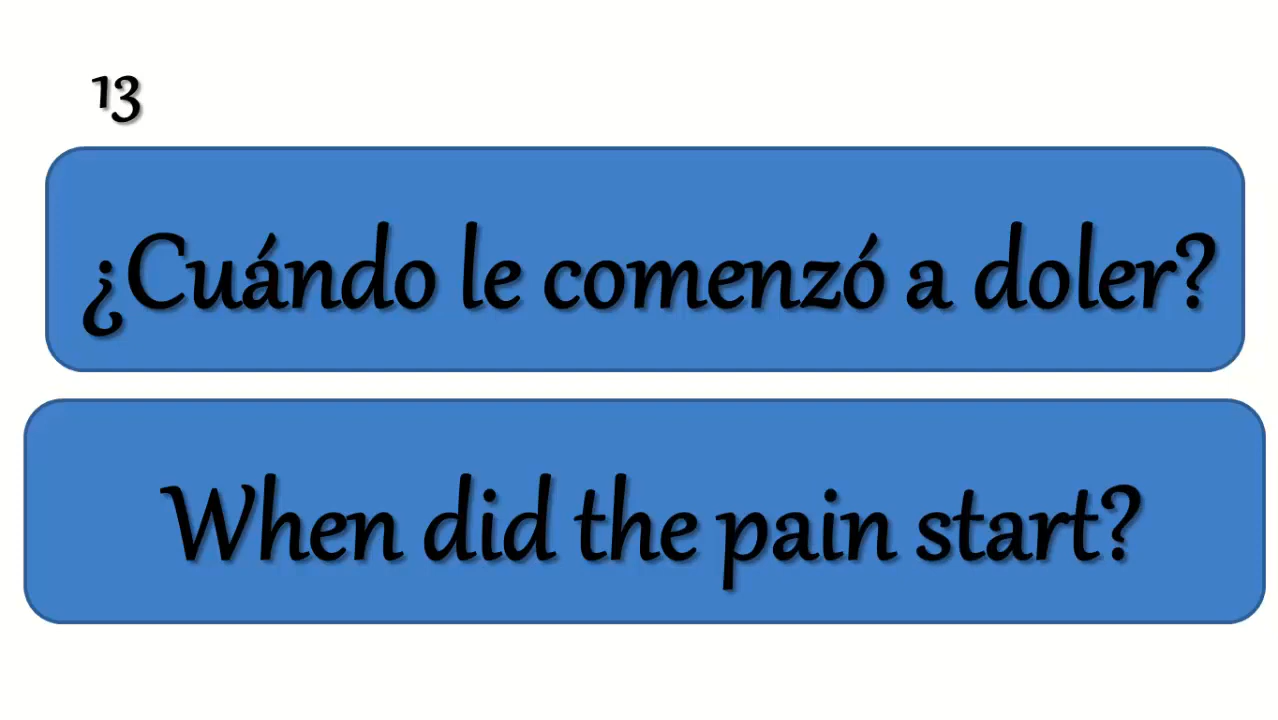 13
¿Cuándo le comenzó a doler?
When did the pain start?